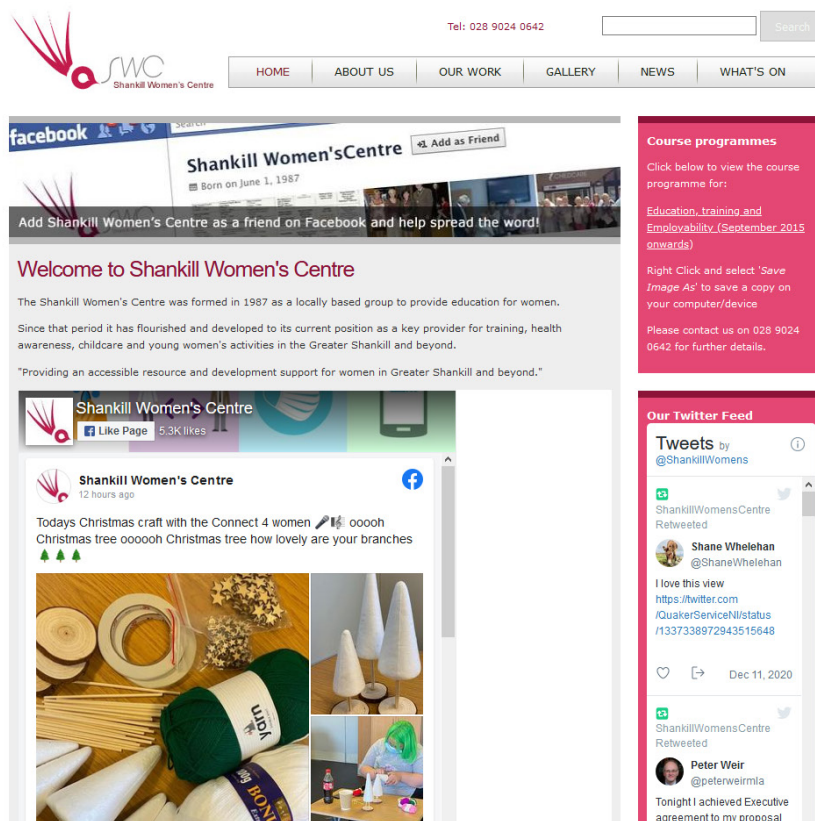 Tel: 028 9024 0642
Search
SWC
Shankill Women's Centre
HOME
ABOUT US
OUR WORK
GALLERY
NEWS
WHAT'S ON
facebook
Search
Shankill Women'sCentre
Add as Friend
Born on June 1, 1987
Add Shankill Women's Centre as a friend on Facebook and help spread the word!
Welcome to Shankill Women's Centre
The Shankill Women's Centre was formed in 1987 as a locally based group to provide education for women.
Since that period it has flourished and developed to its current position as a key provider for training, health
awareness, childcare and young women's activities in the Greater Shankill and beyond.
"Providing an accessible resource and development support for women in Greater Shankill and beyond."
Shankill Women's Centre
Like Page
5.3K likes
Shankill Women's Centre
12 hours ago
Todays Christmas craft with the Connect 4 women 🎤🎼 ooooh
Christmas tree oooooh Christmas tree how lovely are your branches
🌲🌲🌲
yarn
600g
BON
Course programmes
Click below to view the course
programme for:
Education, training and
Employability (September 2015
onwards)
Right Click and select 'Save
Image As' to save a copy on
your computer/device
Please contact us on 028 9024
0642 for further details.
Our Twitter Feed
Tweets by
@ShankillWomens
ShankillWomensCentre
Retweeted
Shane Whelehan
@ShaneWhelehan
I love this view
https://twitter.com
/QuakerServiceNI/status
/1337338972943515648
Dec 11, 2020
ShankillWomensCentre
Retweeted
Peter Weir
@peterweirmla
Tonight I achieved Executive
agreement to my proposal